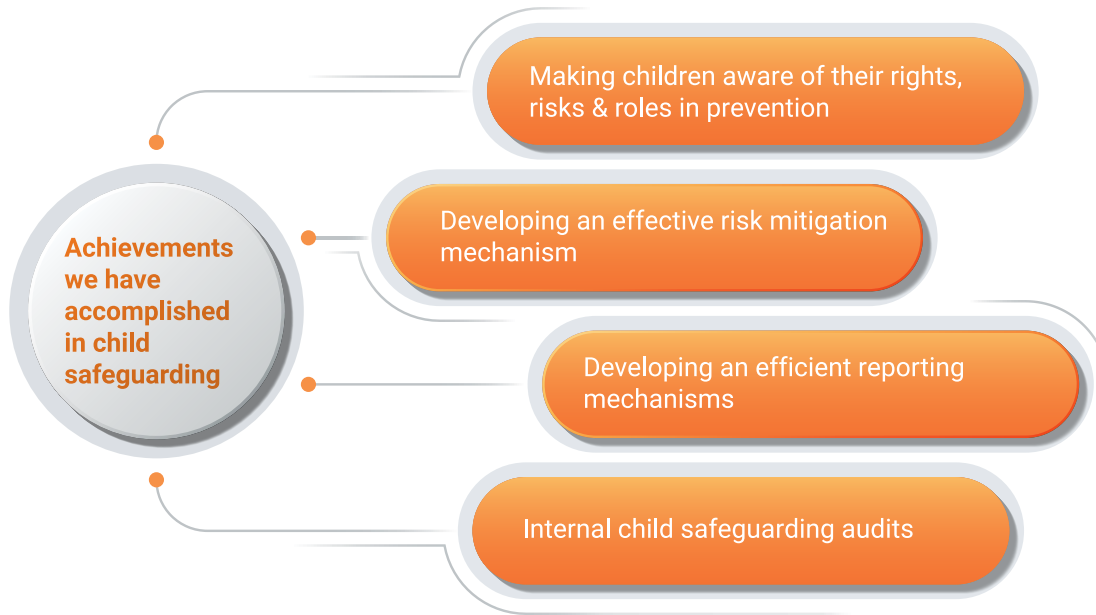 Making children aware of their rights,
risks & roles in prevention
Developing an effective risk mitigation
mechanism
Achievements
we have
accomplished
in child
safeguarding
Developing an efficient reporting
mechanisms
Internal child safeguarding audits